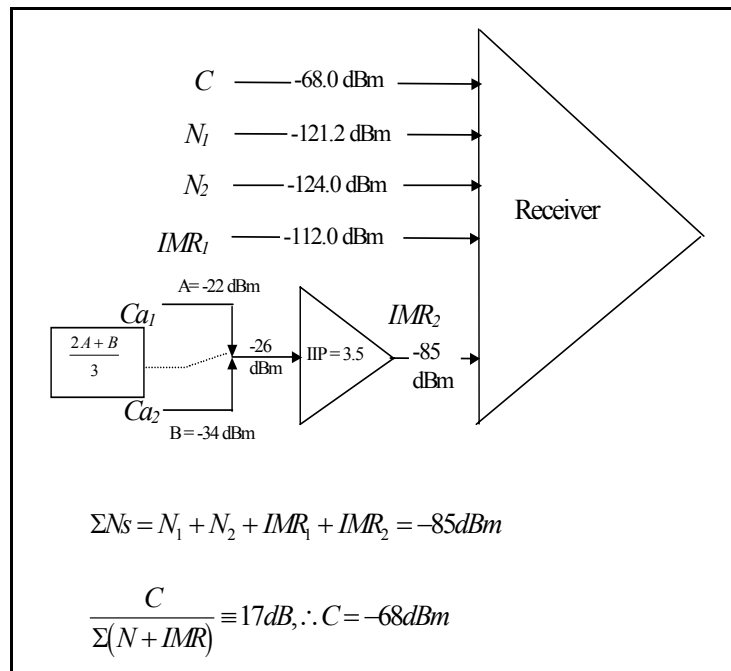 C -68.0 dBm
N₁ -121.2 dBm
N₂ -124.0 dBm
Receiver
IMR₁ -112.0 dBm
A= -22 dBm
Ca₁
IMR₂
2A + B
3
-26
dBm
IIP = 3.5
-85
dBm
Ca₂
B = -34 dBm
ΣNs = N₁ + N₂ + IMR₁ + IMR₂ = −85dBm
C
Σ(N + IMR)
≡ 17dB, ∴ C = −68dBm